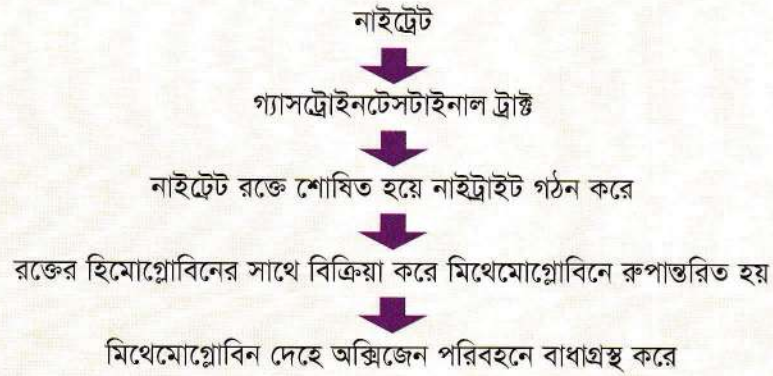 নাইট্রেট
গ্যাসট্রোইনটেসটাইনাল ট্রাক্ট
নাইট্রেট রক্তে শোষিত হয়ে নাইট্রাইট গঠন করে
রক্তের হিমোগ্লোবিনের সাথে বিক্রিয়া করে মিথেমোগ্লোবিনে রুপান্তরিত হয়
মিথেমোগ্লোবিন দেহে অক্সিজেন পরিবহনে বাধাগ্রস্থ করে